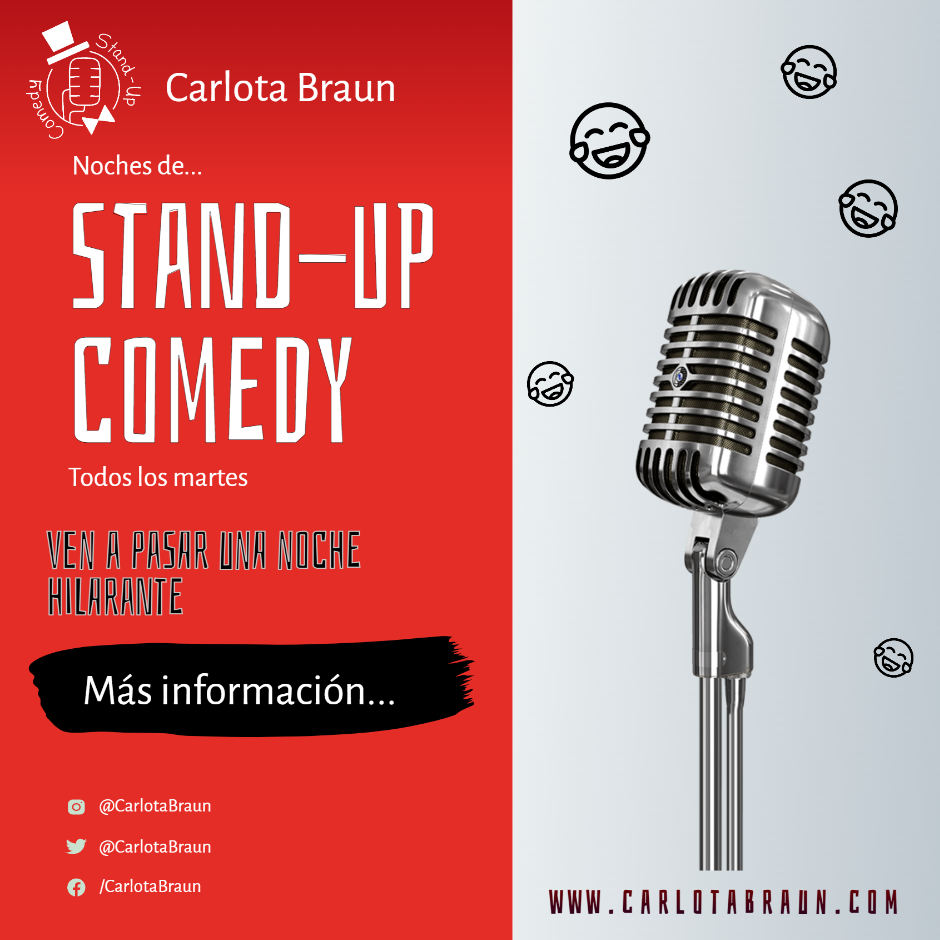 Stand-Up
Comedy
Carlota Braun
Noches de...
STAND-UP
COMEDY
Todos los martes
VEN A PASAR UNA NOCHE
HILARANTE
Más información...
@CarlotaBraun
@CarlotaBraun
/CarlotaBraun
WWW.CARLOTABRAUN.COM